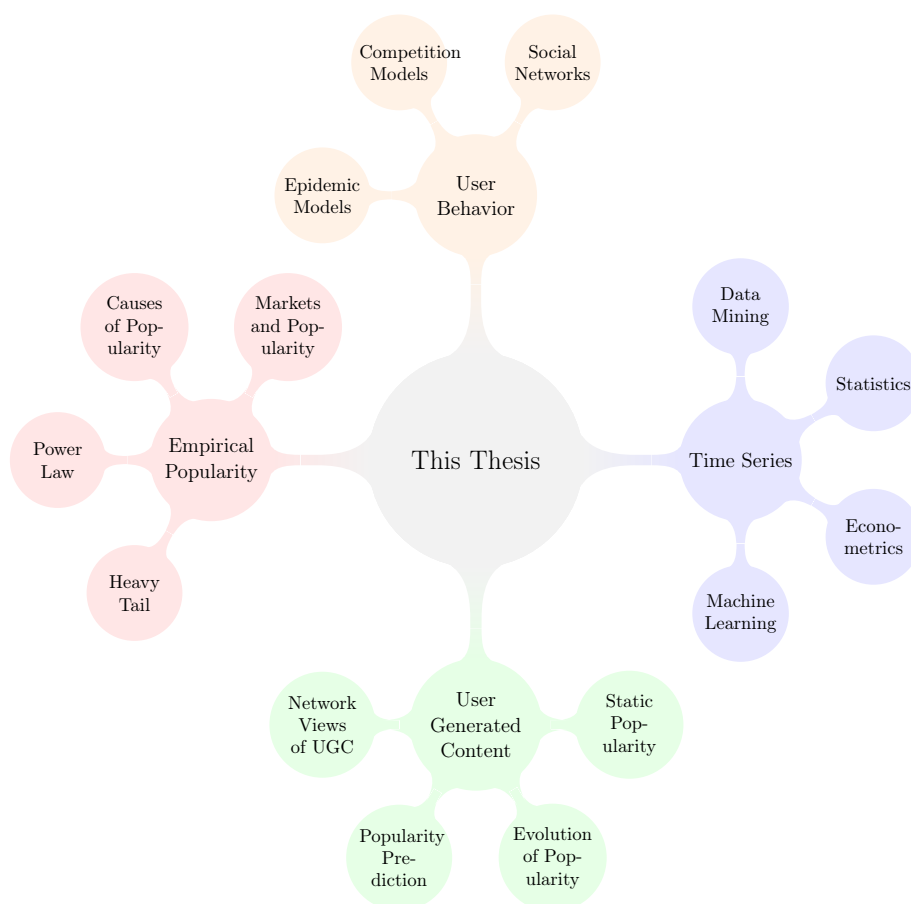 Competition
Models
Social
Networks
Epidemic
Models
User
Behavior
Causes
of Pop-
ularity
Markets
and Pop-
ularity
Power
Law
Empirical
Popularity
Heavy
Tail
This Thesis
Data
Mining
Statistics
Time Series
Econo-
metrics
Machine
Learning
Network
Views
of UGC
User
Generated
Content
Static
Pop-
ularity
Popularity
Pre-
diction
Evolution
of Pop-
ularity